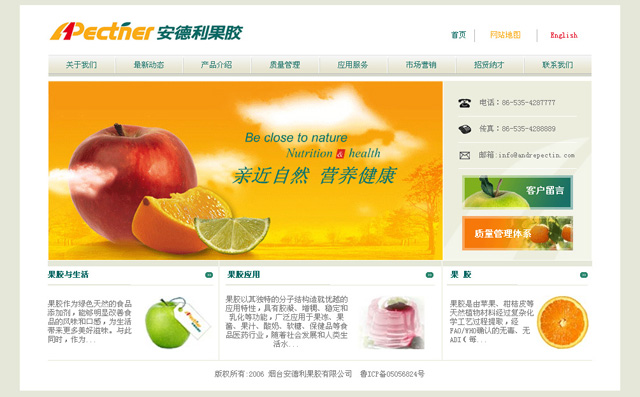 APectner 安德利果胶
首页 网站地图 English
关于我们 最新动态 产品介绍 质量管理 应用服务 市场营销 招贤纳才 联系我们
Be close to nature
Nutrition & health
亲近自然 营养健康
电话：86-535-4287777
传真：86-535-4288889
邮箱:info@andrepectin.com
客户留言
质量管理体系
果胶与生活
果胶作为绿色天然的食品
添加剂，能够明显改善食
品的风味和口感，为生活
带来更多美好滋味。与此
同时，作为...
果胶应用
果胶以其独特的分子结构造就优越的
应用特性，具有胶凝、增稠、稳定和
乳化等功能，广泛应用于果冻、果
酱、果汁、酸奶、软糖、保健品等食
品医药行业，随着社会发展和人类生
活水...
果 胶
果胶是由苹果、柑桔皮等
天然植物材料经过复杂化
学工艺过程提取，经
FAO/WHO确认的无毒、无
ADI（每...
版权所有:2006 烟台安德利果胶有限公司 鲁ICP备05056824号